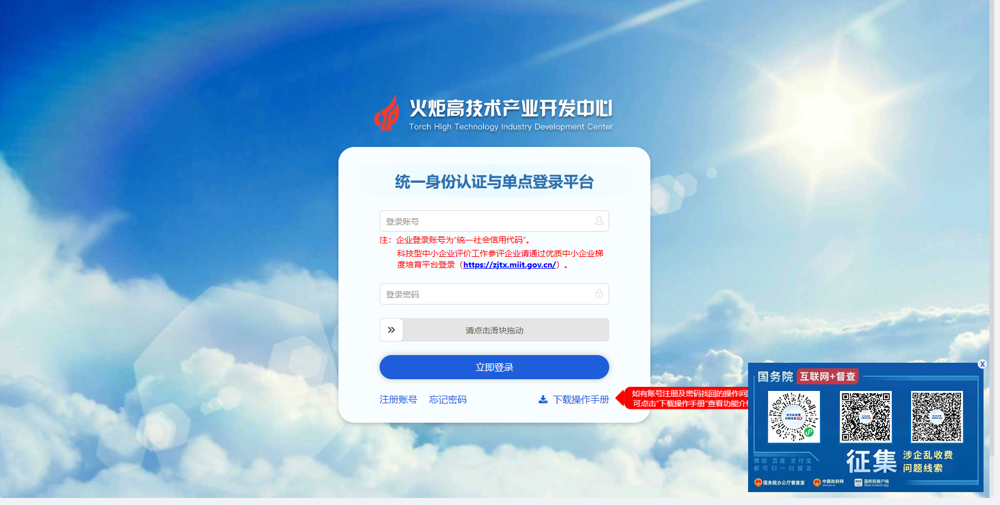 火炬高技术产业开发中心
Torch High Technology Industry Development Center
统一身份认证与单点登录平台
登录账号
注：企业登录账号为“统一社会信用代码”。
科技型中小企业评价工作参评企业请通过优质中小企业梯
度培育平台登录（https://zjtx.miit.gov.cn/）。
登录密码
请点击滑块拖动
立即登录
注册账号 忘记密码 下载操作手册
如有账号注册及密码找回的操作问
可点击“下载操作手册”查看功能介
X
国务院 互联网+督查
微信 百度 支付宝
都可扫一扫留言
征集 涉企乱收费
问题线索
国务院办公厅督查室 中国政府网 www.gov.cn 国务院客户端 State Council App